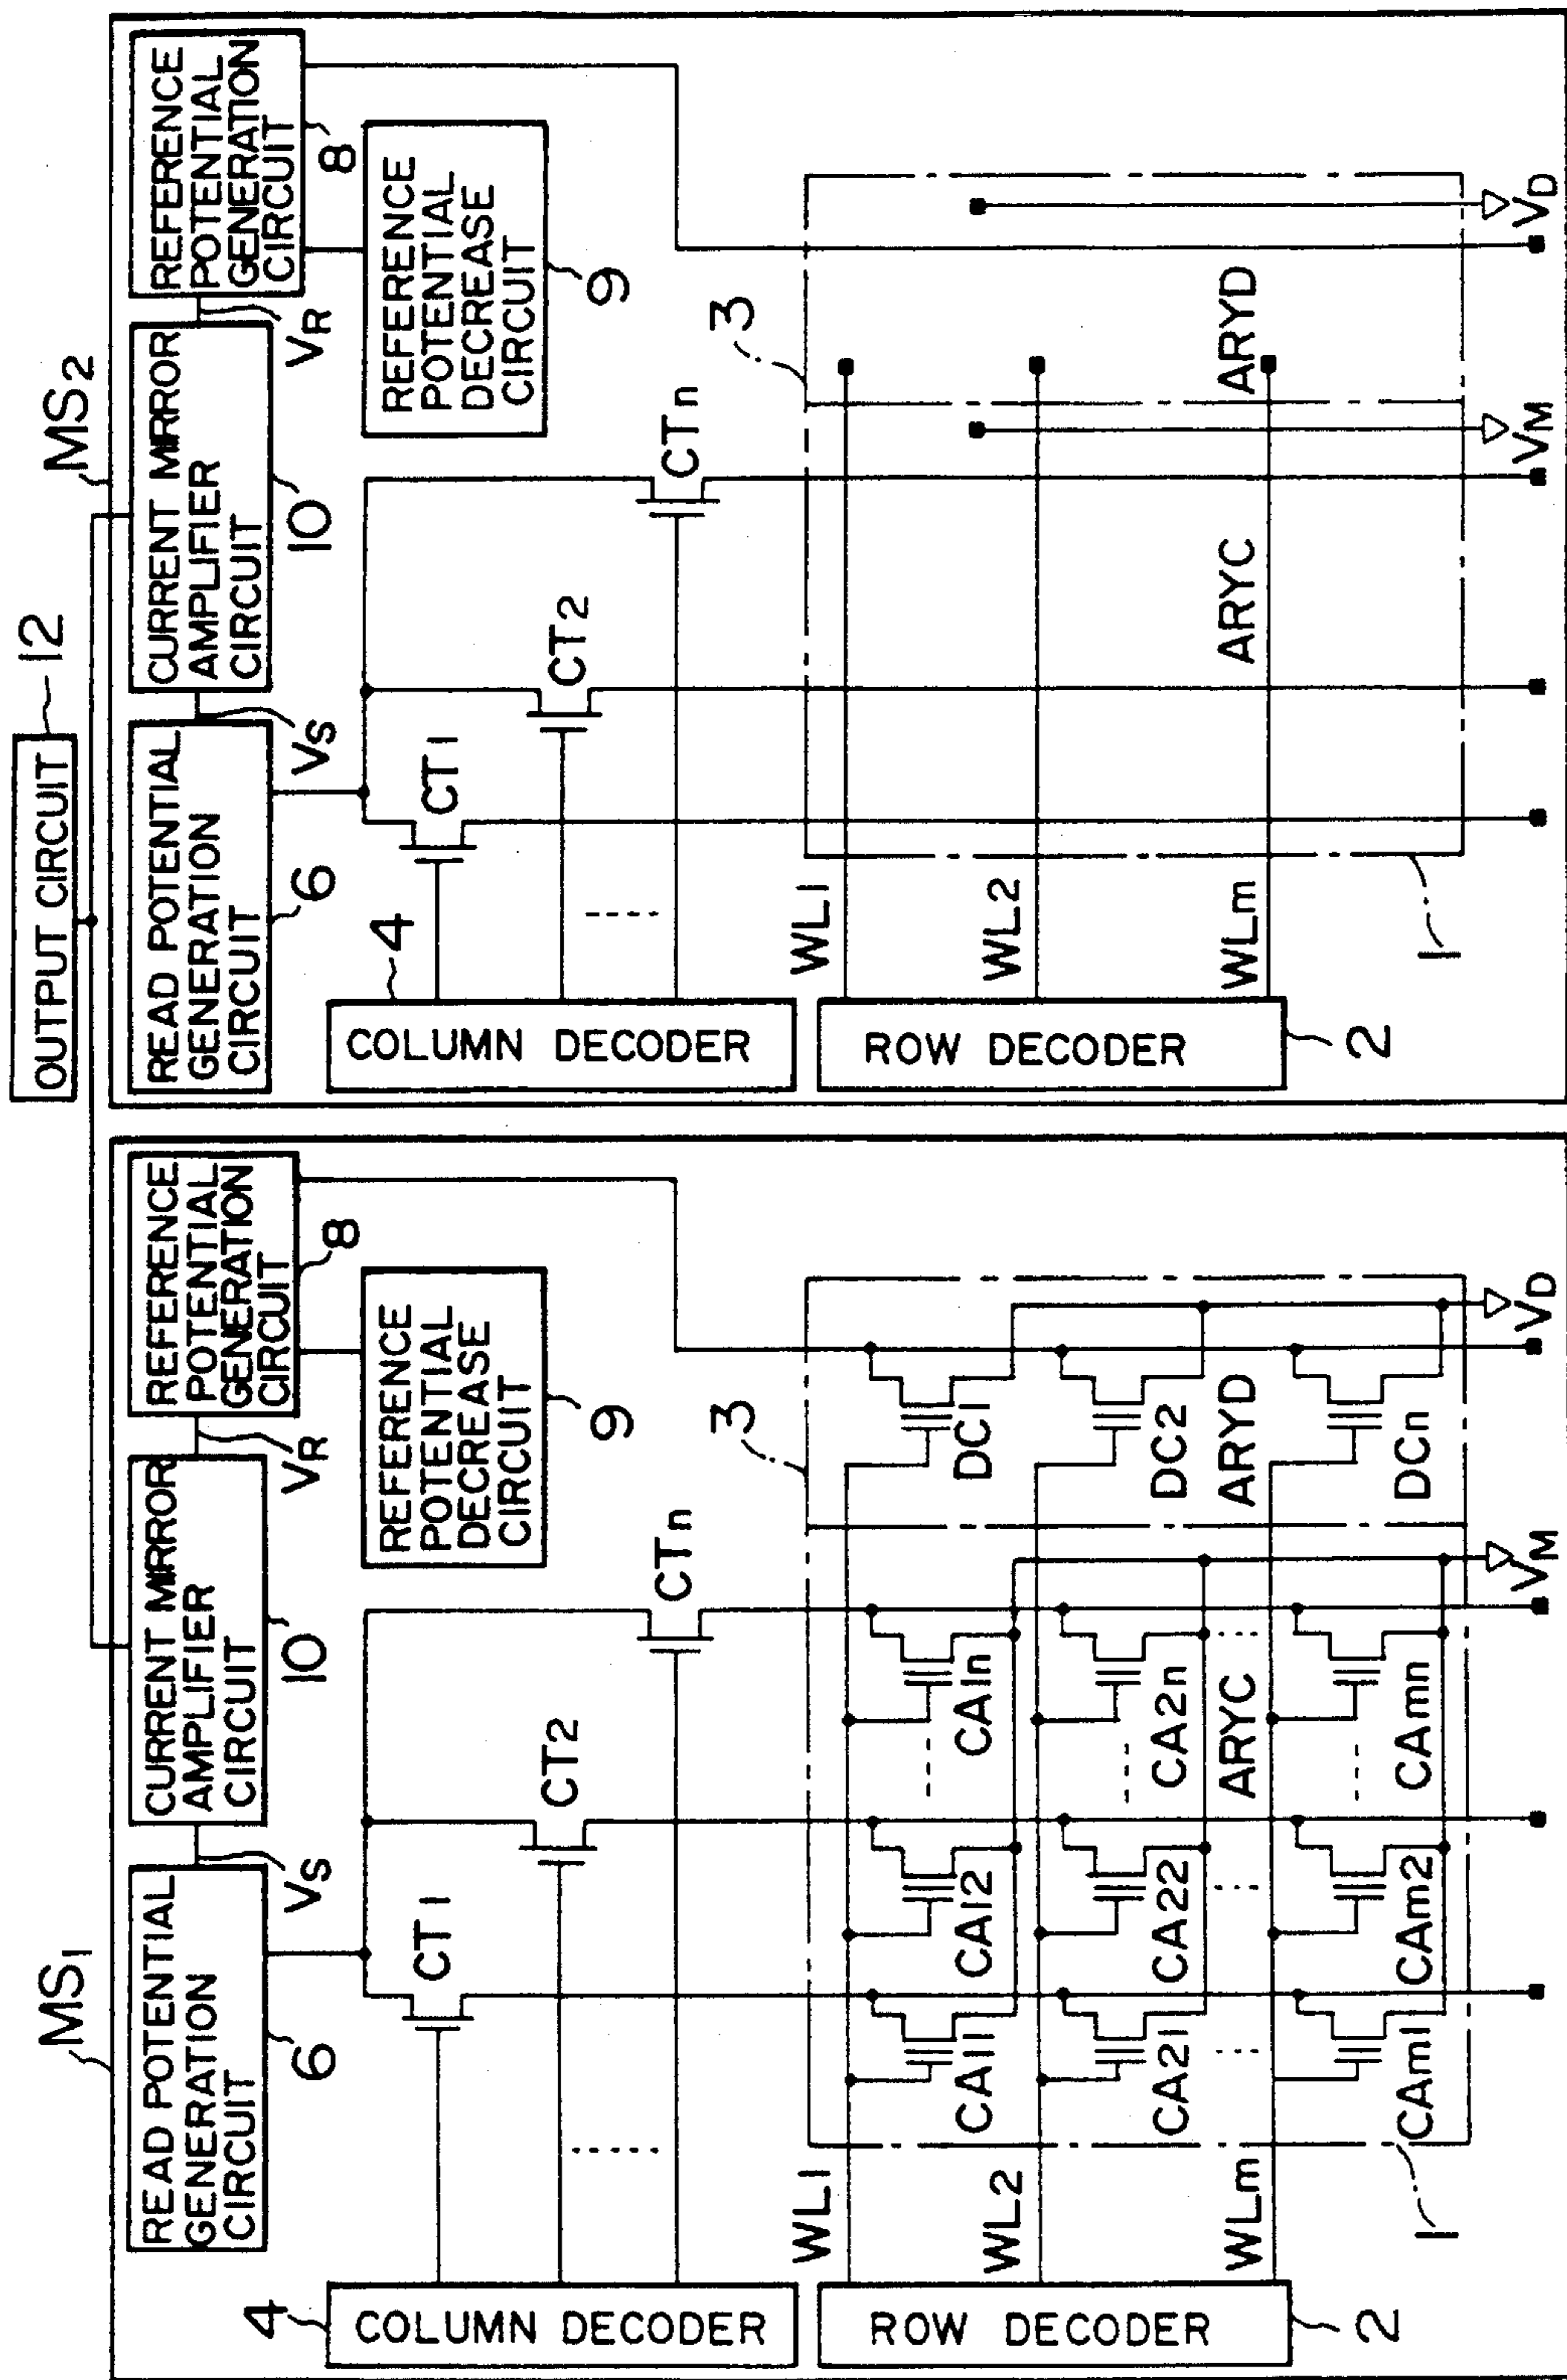 OUTPUT CIRCUIT
12
MS1
READ POTENTIAL
GENERATION
CIRCUIT
6
VS
CURRENT MIRROR
AMPLIFIER
CIRCUIT
10
VR
REFERENCE
POTENTIAL
GENERATION
CIRCUIT
8
REFERENCE
POTENTIAL
DECREASE
CIRCUIT
9
4
COLUMN DECODER
CT1
CT2
CTn
ROW DECODER
2
WL1
WL2
WLm
1
3
CA11
CA12
CA1n
DC1
CA21
CA22
CA2n
DC2
ARYC
ARYD
CAm1
CAm2
CAmn
DCn
VM
VD
MS2
READ POTENTIAL
GENERATION
CIRCUIT
6
VS
CURRENT MIRROR
AMPLIFIER
CIRCUIT
10
VR
REFERENCE
POTENTIAL
GENERATION
CIRCUIT
8
REFERENCE
POTENTIAL
DECREASE
CIRCUIT
9
4
COLUMN DECODER
CT1
CT2
CTn
ROW DECODER
2
WL1
WL2
WLm
1
3
ARYC
ARYD
VM
VD